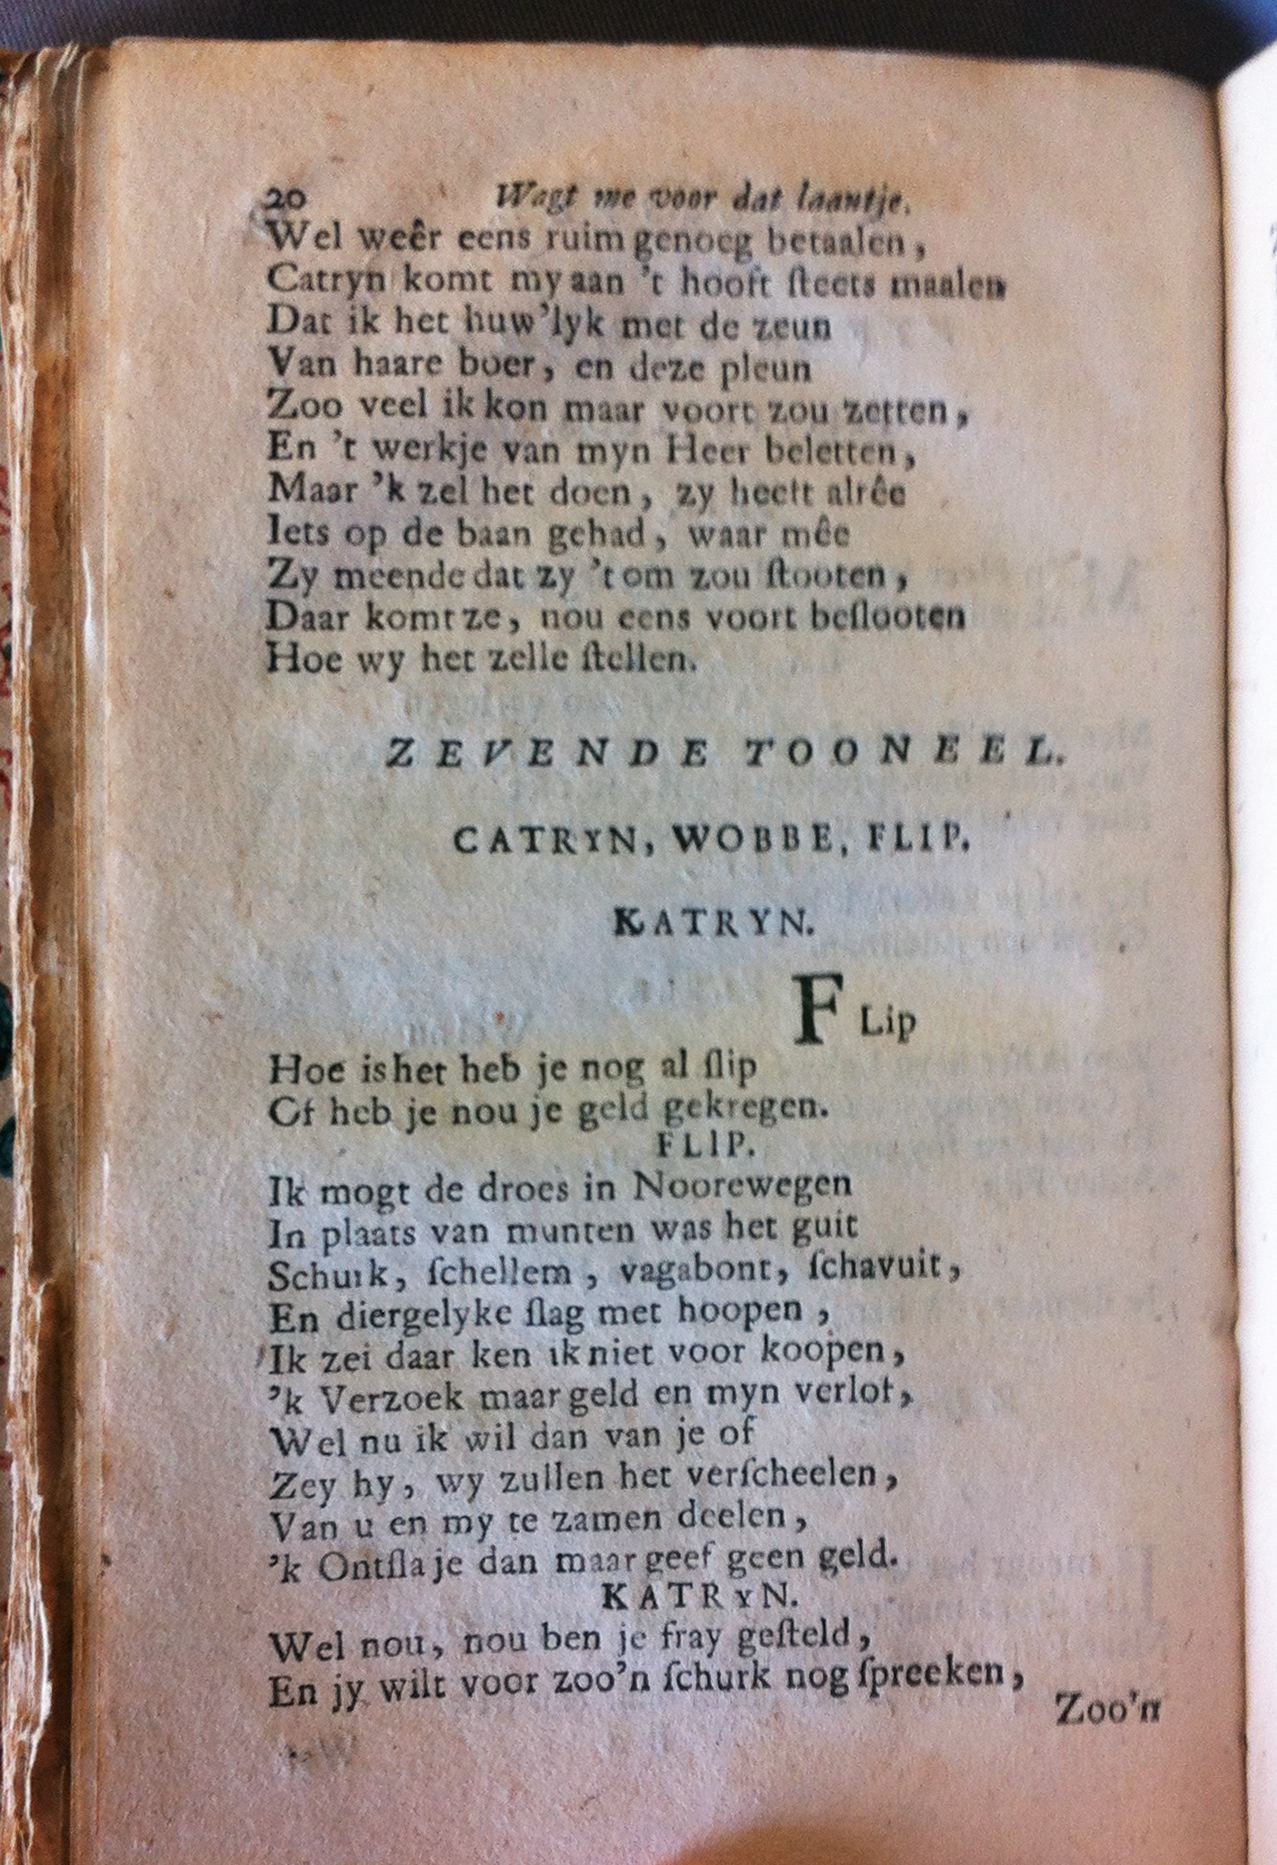 20 Wagt me voor dat laantje.
Wel weêr eens ruim genoeg betaalen,
Catryn komt my aan 't hooft ſteets maalen
Dat ik het huw'lyk met de zeun
Van haare boer, en deze pleun
Zoo veel ik kon maar voort zou zetten,
En 't werkje van myn Heer beletten,
Maar 'k zel het doen, zy heeft alrêe
Iets op de baan gehad, waar mêe
Zy meende dat zy 't om zou ſtooten,
Daar komt ze, nou eens voort beſlooten
Hoe wy het zelle ſtellen.
ZEVENDE TOONEEL.
CATRYN, WOBBE, FLIP.
KATRYN.
FLip
Hoe is het heb je nog al ſlip
Of heb je nou je geld gekregen.
FLIP.
Ik mogt de droes in Noorewegen
In plaats van munten was het guit
Schurk, ſchellem, vagabont, ſchavuit,
En diergelyke ſlag met hoopen,
Ik zei daar ken ik niet voor koopen,
'k Verzoek maar geld en myn verlof,
Wel nu ik wil dan van je of
Zey hy, wy zullen het verſcheelen,
Van u en my te zamen deelen,
'k Ontſla je dan maar geef geen geld.
KATRYN.
Wel nou, nou ben je fray geſteld,
En jy wilt voor zoo'n ſchurk nog ſpreeken,
Zoo'n